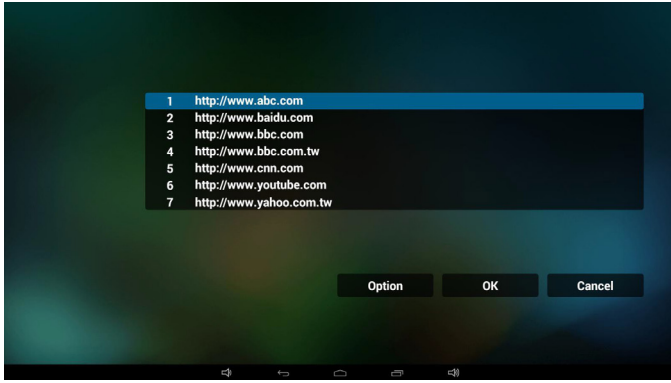 1 http://www.abc.com
2 http://www.baidu.com
3 http://www.bbc.com
4 http://www.bbc.com.tw
5 http://www.cnn.com
6 http://www.youtube.com
7 http://www.yahoo.com.tw
Option OK Cancel